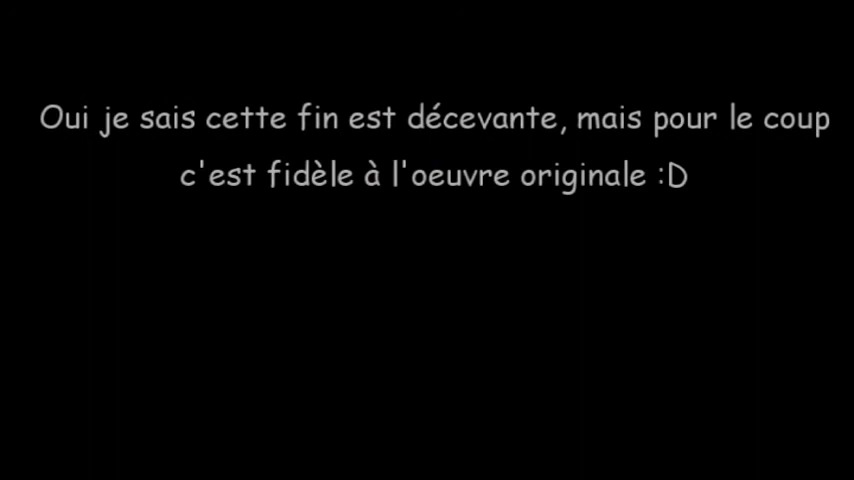 Oui je sais cette fin est décevante, mais pour le coup
c'est fidèle à l'oeuvre originale :D